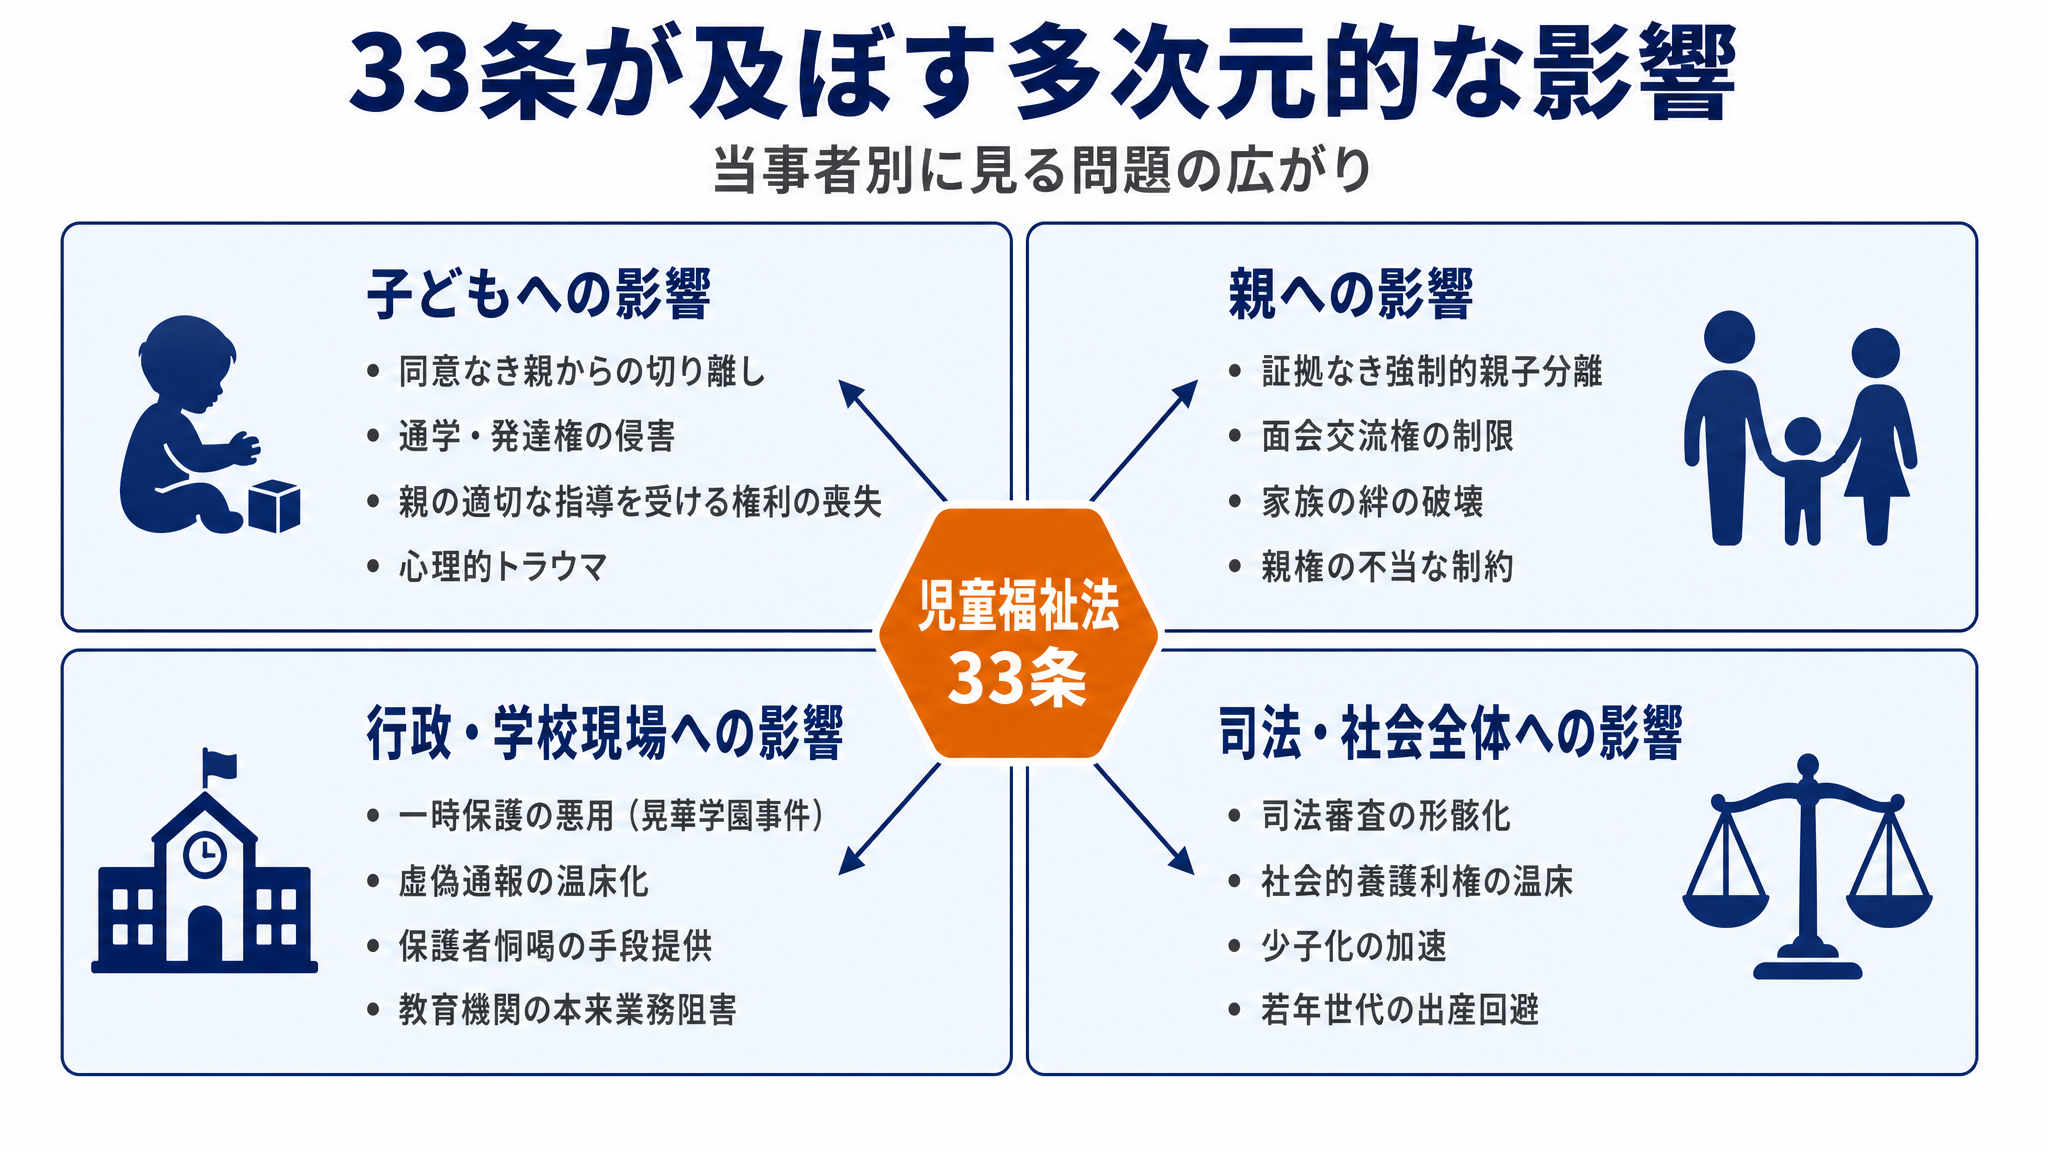 33条が及ぼす多次元的な影響
当事者別に見る問題の広がり
子どもへの影響
• 同意なき親からの切り離し
• 通学・発達権の侵害
• 親の適切な指導を受ける権利の喪失
• 心理的トラウマ
親への影響
• 証拠なき強制的親子分離
• 面会交流権の制限
• 家族の絆の破壊
• 親権の不当な制約
児童福祉法
33条
行政・学校現場への影響
• 一時保護の悪用（晃華学園事件）
• 虚偽通報の温床化
• 保護者恫喝の手段提供
• 教育機関の本来業務阻害
司法・社会全体への影響
• 司法審査の形骸化
• 社会的養護利権の温床
• 少子化の加速
• 若年世代の出産回避